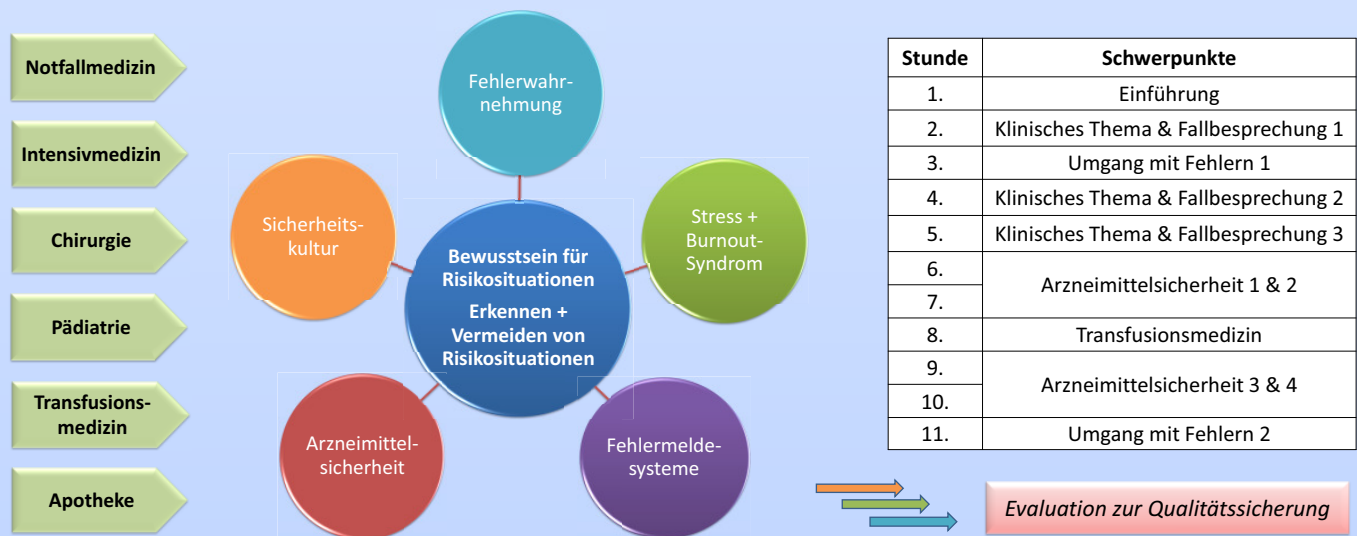 Notfallmedizin
Intensivmedizin
Chirurgie
Pädiatrie
Transfusions-
medizin
Apotheke
Fehlerwahr-
nehmung
Sicherheits-
kultur
Stress +
Burnout-
Syndrom
Bewusstsein für
Risikosituationen
Erkennen +
Vermeiden von
Risikosituationen
Arzneimittel-
sicherheit
Fehlermelde-
systeme
Stunde Schwerpunkte
1. Einführung
2. Klinisches Thema & Fallbesprechung 1
3. Umgang mit Fehlern 1
4. Klinisches Thema & Fallbesprechung 2
5. Klinisches Thema & Fallbesprechung 3
6.
Arzneimittelsicherheit 1 & 2
7.
8. Transfusionsmedizin
9.
Arzneimittelsicherheit 3 & 4
10.
11. Umgang mit Fehlern 2
Evaluation zur Qualitätssicherung